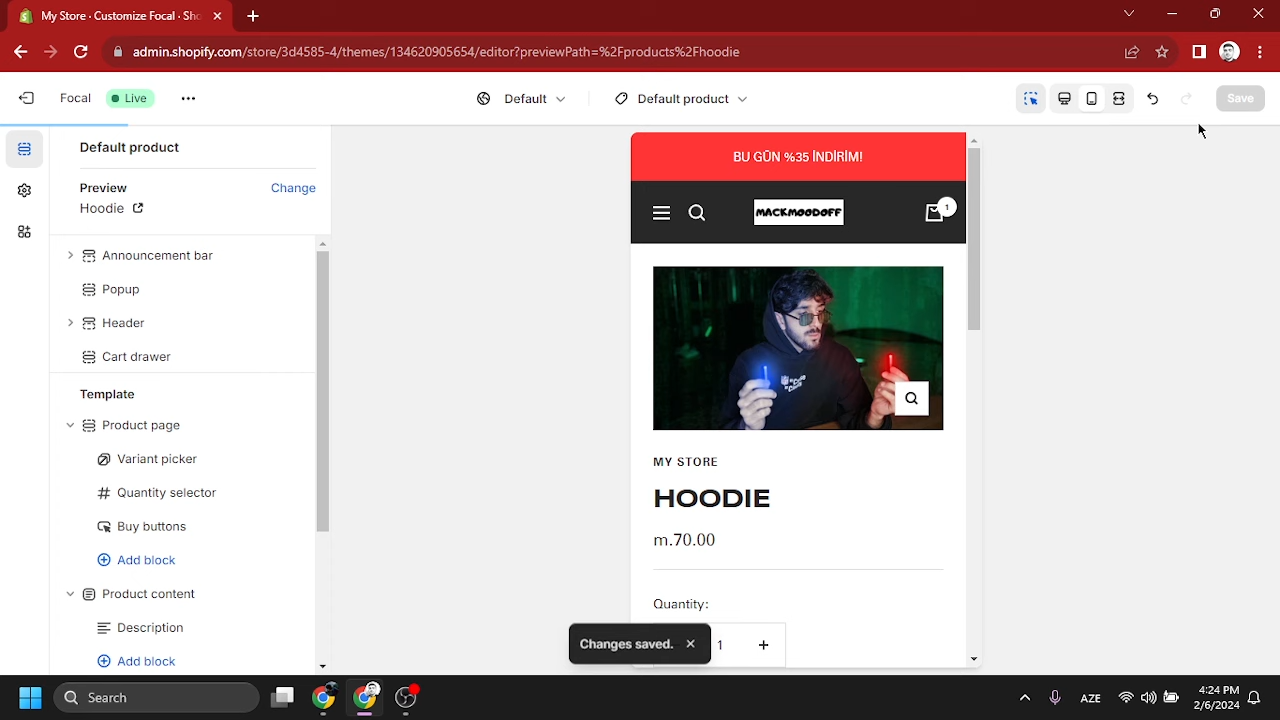 My Store · Customize Focal · Sho
admin.shopify.com/store/3d4585-4/themes/134620905654/editor?previewPath=%2Fproducts%2Fhoodie
Focal
Live
Default
Default product
Save
Default product
Preview
Change
Hoodie
Announcement bar
Popup
Header
Cart drawer
Template
Product page
Variant picker
Quantity selector
Buy buttons
Add block
Product content
Description
Add block
BU GÜN %35 İNDİRİM!
MACKMOODOFF
1
MY STORE
HOODIE
m.70.00
Quantity:
1
+
Changes saved.
Search
AZE
4:24 PM
2/6/2024